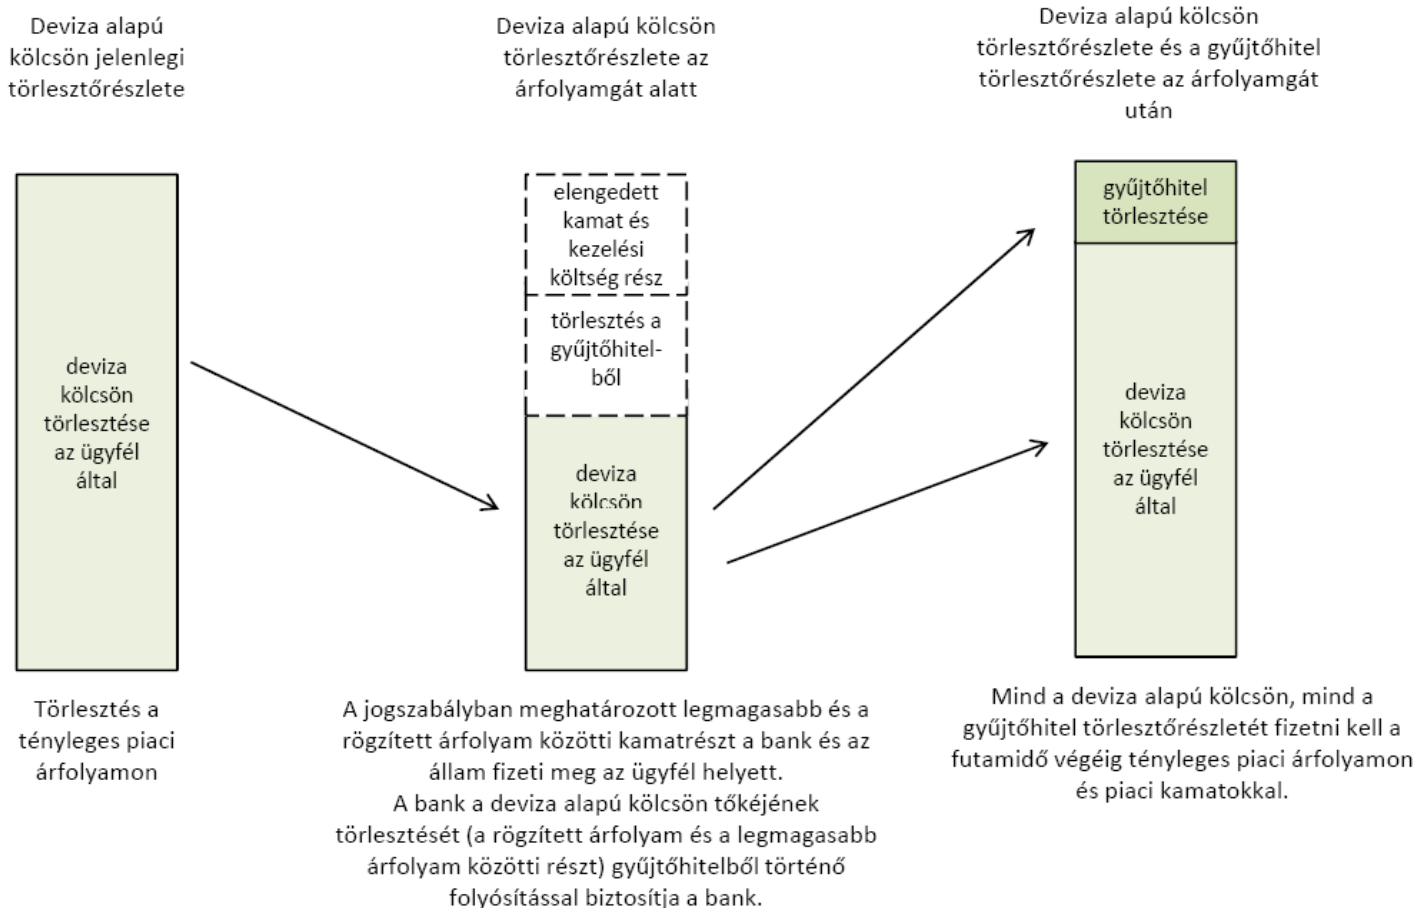 Deviza alapú
kölcsön jelenlegi
törlesztőrészlete
Deviza alapú kölcsön
törlesztőrészlete az
árfolyamgát alatt
Deviza alapú kölcsön
törlesztőrészlete és a gyűjtőhitel
törlesztőrészlete az árfolyamgát
után
deviza
kölcsön
törlesztése
az ügyfél
által
elengedett
kamat és
kezelési
költség rész
törlesztés a
gyűjtőhitel-
ből
deviza
kölcsön
törlesztése
az ügyfél
által
gyűjtőhitel
törlesztése
deviza
kölcsön
törlesztése
az ügyfél
által
Törlesztés a
tényleges piaci
árfolyamon
A jogszabályban meghatározott legmagasabb és a
rögzített árfolyam közötti kamatrészt a bank és az
állam fizeti meg az ügyfél helyett.
A bank a deviza alapú kölcsön tőkéjének
törlesztését (a rögzített árfolyam és a legmagasabb
árfolyam közötti részt) gyűjtőhitelből történő
folyósítással biztosítja a bank.
Mind a deviza alapú kölcsön, mind a
gyűjtőhitel törlesztőrészletét fizetni kell a
futamidő végéig tényleges piaci árfolyamon
és piaci kamatokkal.